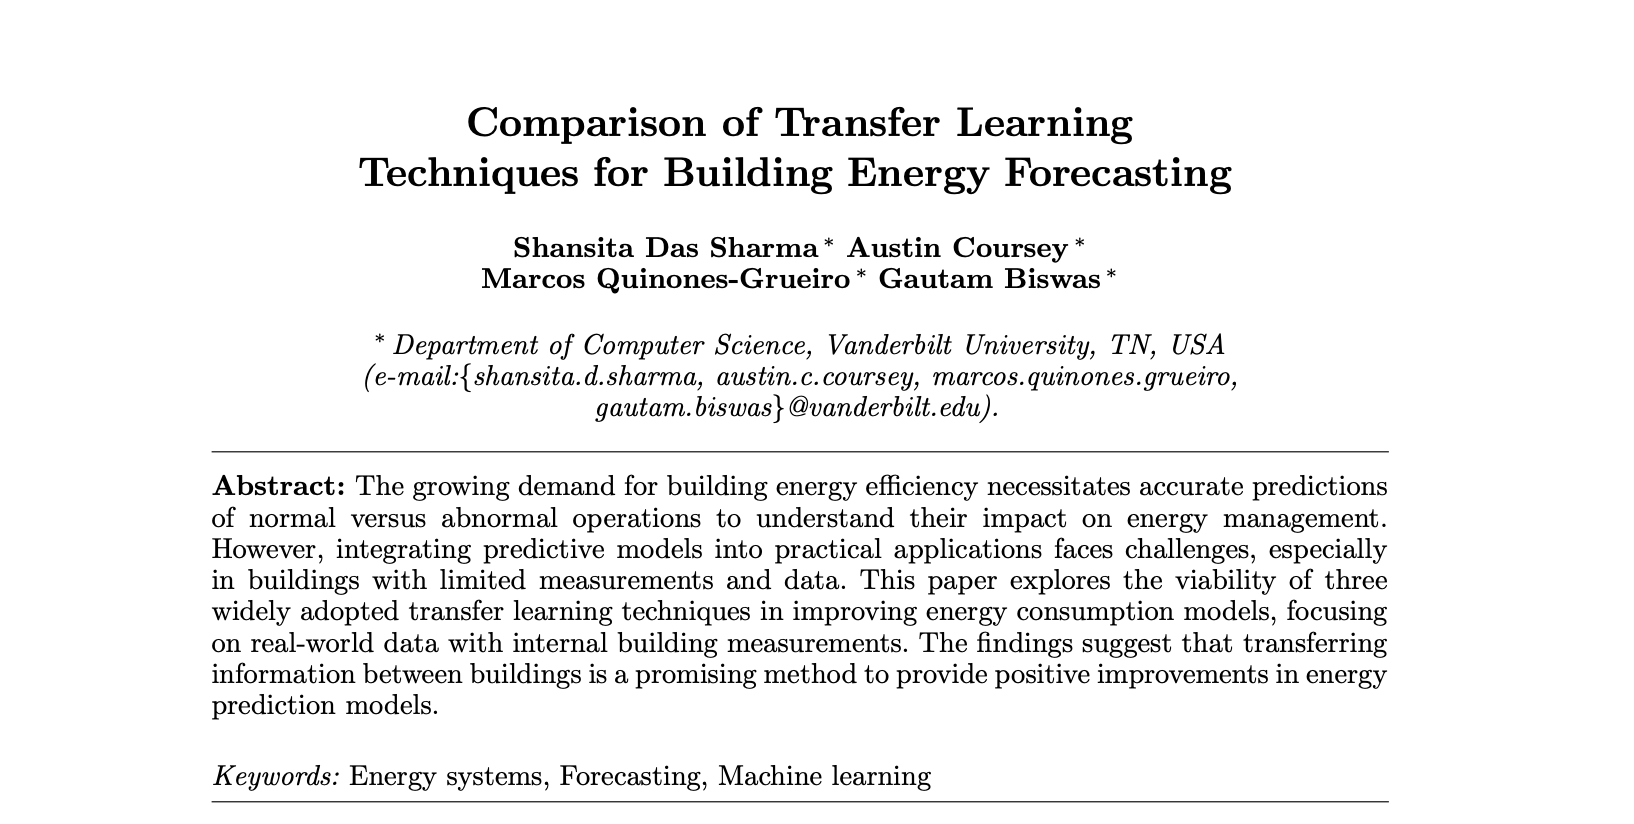 Comparison of Transfer Learning
Techniques for Building Energy Forecasting
Shansita Das Sharma * Austin Coursey *
Marcos Quinones-Grueiro * Gautam Biswas *
* Department of Computer Science, Vanderbilt University, TN, USA
(e-mail:{shansita.d.sharma, austin.c.coursey, marcos.quinones.grueiro,
gautam.biswas}@vanderbilt.edu).
Abstract: The growing demand for building energy efficiency necessitates accurate predictions
of normal versus abnormal operations to understand their impact on energy management.
However, integrating predictive models into practical applications faces challenges, especially
in buildings with limited measurements and data. This paper explores the viability of three
widely adopted transfer learning techniques in improving energy consumption models, focusing
on real-world data with internal building measurements. The findings suggest that transferring
information between buildings is a promising method to provide positive improvements in energy
prediction models.
Keywords: Energy systems, Forecasting, Machine learning